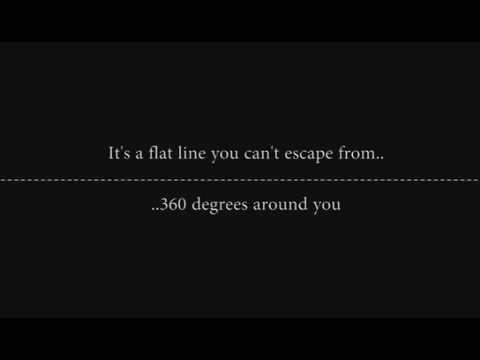 It's a flat line you can't escape from..
..360 degrees around you